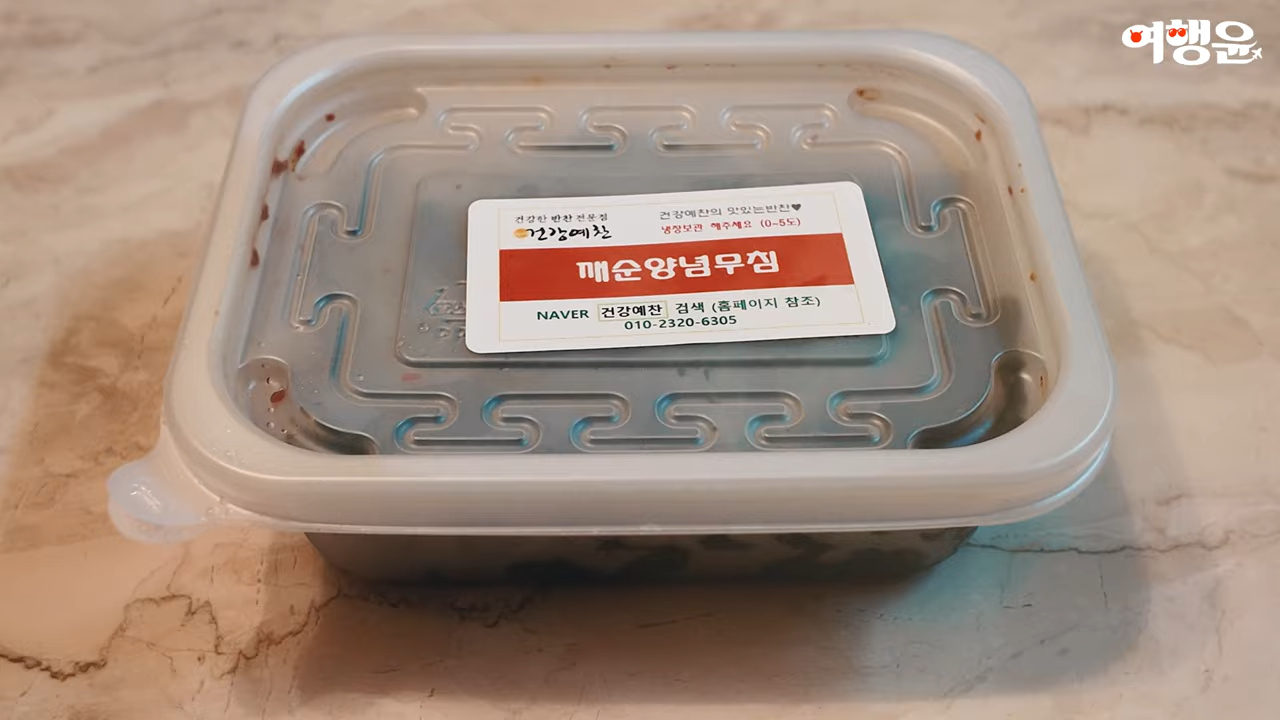 여행윤
건강한 반찬 전문점
건강예찬
건강예찬의 맛있는반찬♥
냉장보관 해주세요 (0~5도)
깨순양념무침
NAVER 건강예찬 검색 (홈페이지 참조)
010-2320-6305